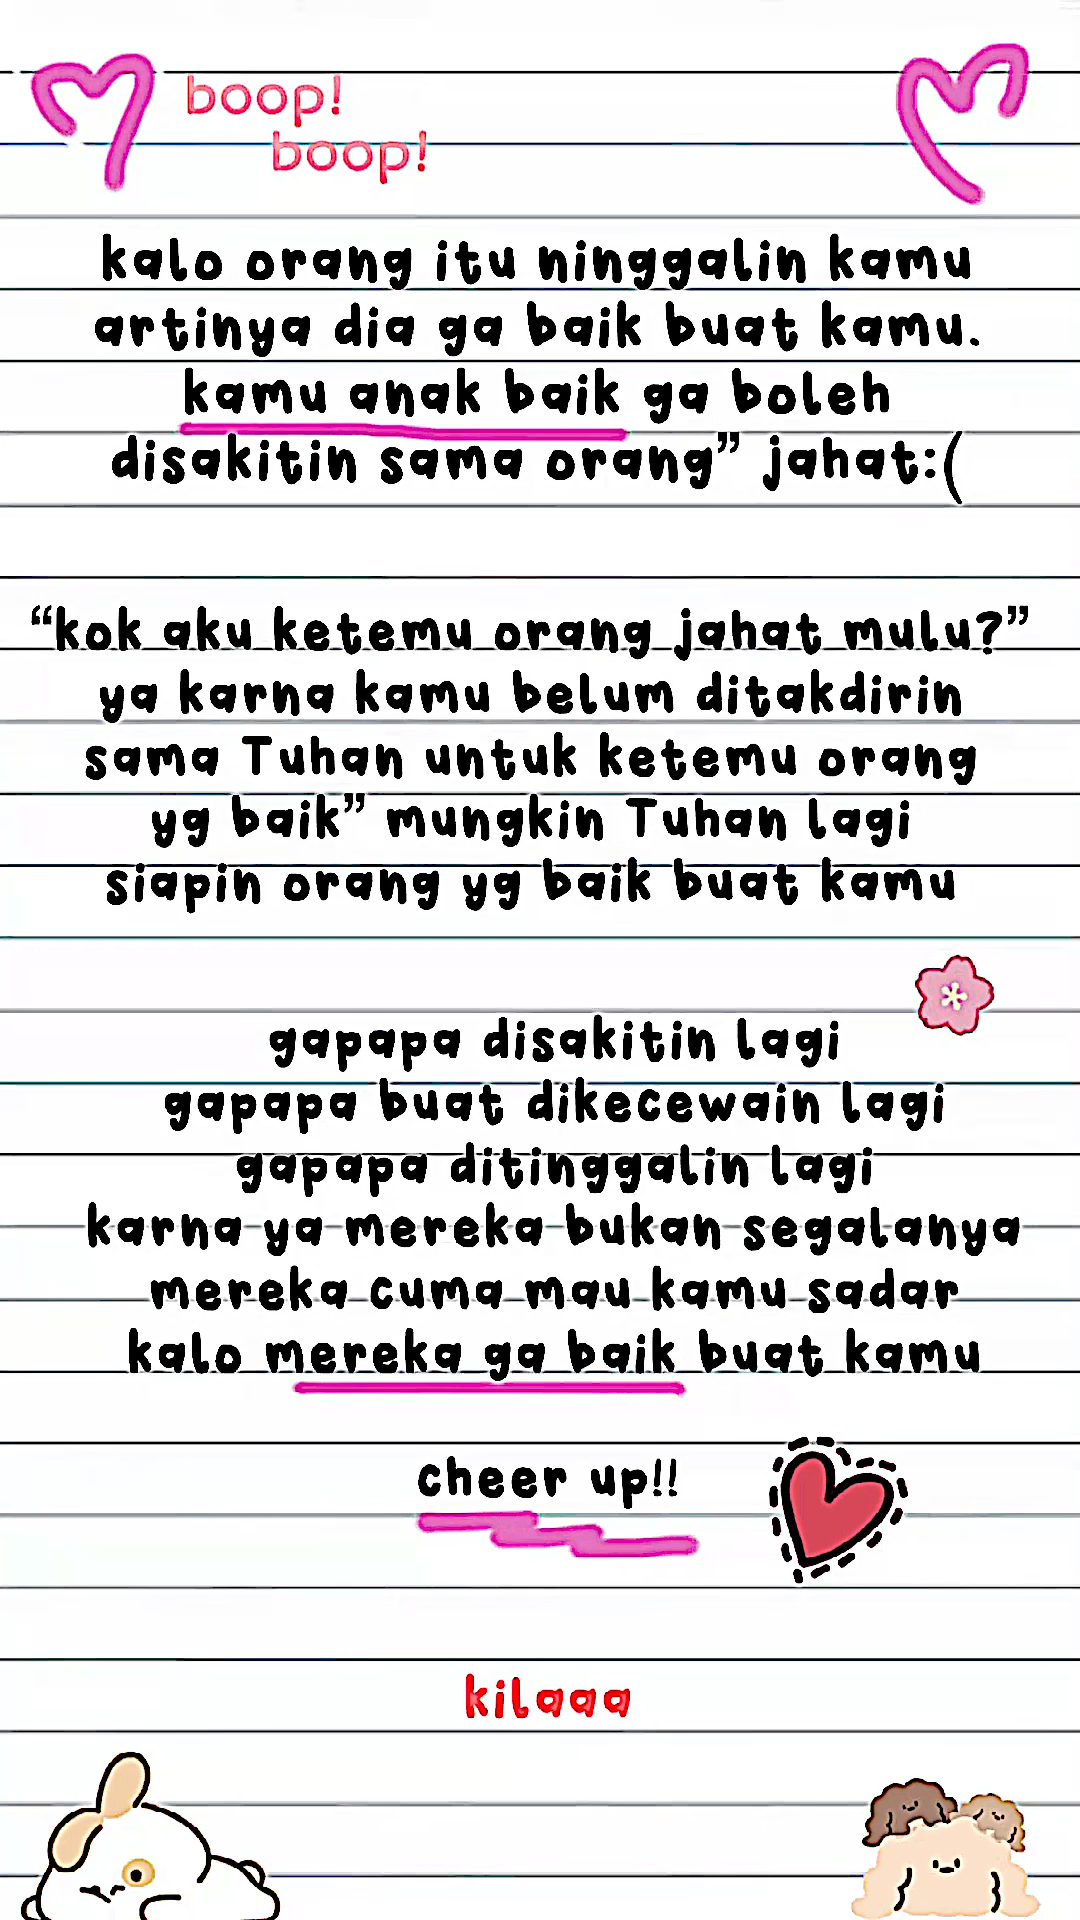 boop!
boop!
kalo orang itu ninggalin kamu
artinya dia ga baik buat kamu.
kamu anak baik ga boleh
disakitin sama orang” jahat:(
“kok aku ketemu orang jahat mulu?”
ya karna kamu belum ditakdirin
sama Tuhan untuk ketemu orang
yg baik” mungkin Tuhan lagi
siapin orang yg baik buat kamu
gapapa disakitin lagi
gapapa buat dikecewain lagi
gapapa ditinggalin lagi
karna ya mereka bukan segalanya
mereka cuma mau kamu sadar
kalo mereka ga baik buat kamu
cheer up!!
kilaaa